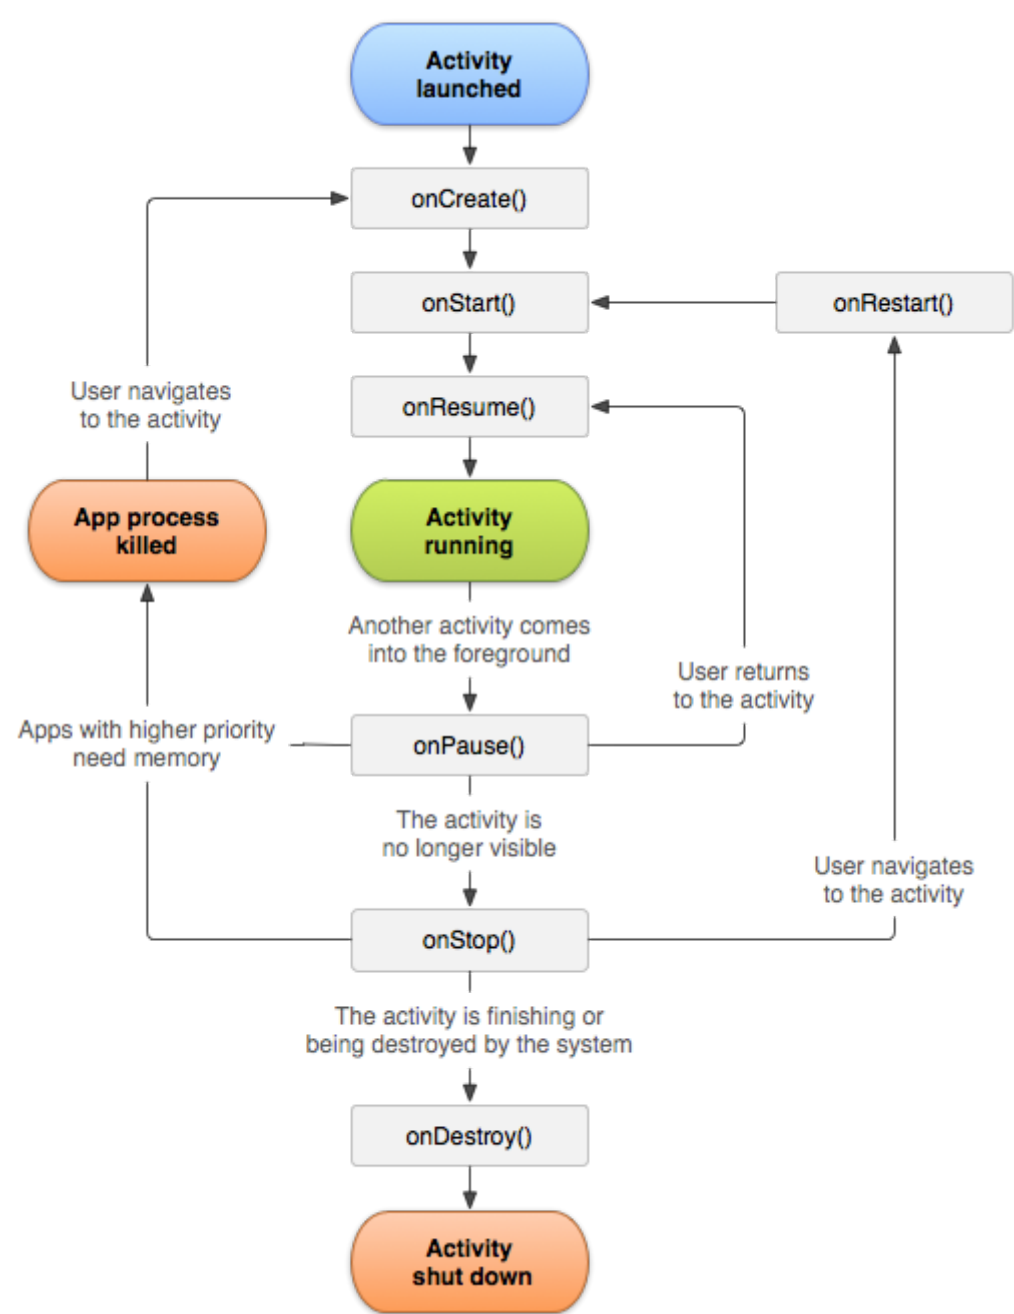 Activity
launched
onCreate()
onStart()
onRestart()
User navigates
to the activity
onResume()
App process
killed
Activity
running
Another activity comes
into the foreground
User returns
to the activity
Apps with higher priority
need memory
onPause()
The activity is
no longer visible
User navigates
to the activity
onStop()
The activity is finishing or
being destroyed by the system
onDestroy()
Activity
shut down